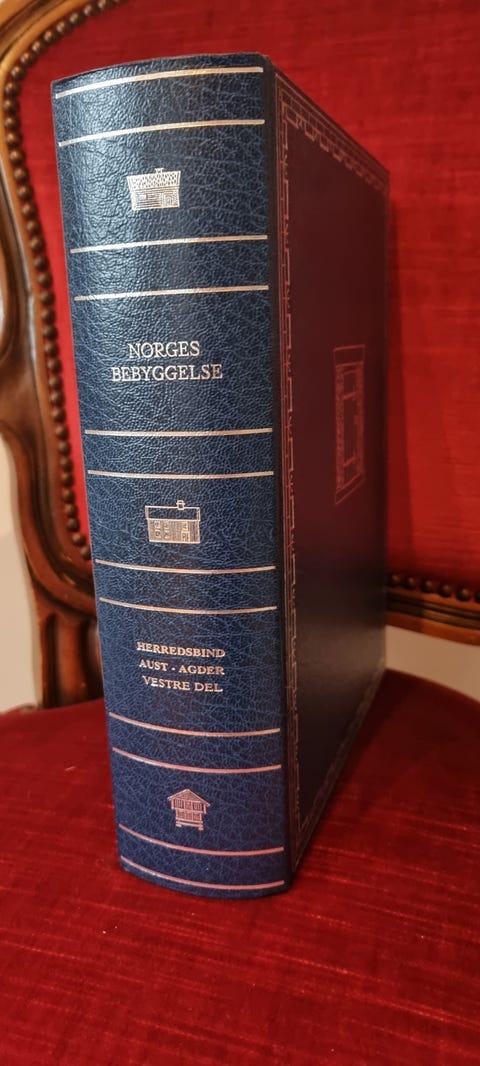 NORGES
BEBYGGELSE
HERREDSBIND
AUST - AGDER
VESTRE DEL